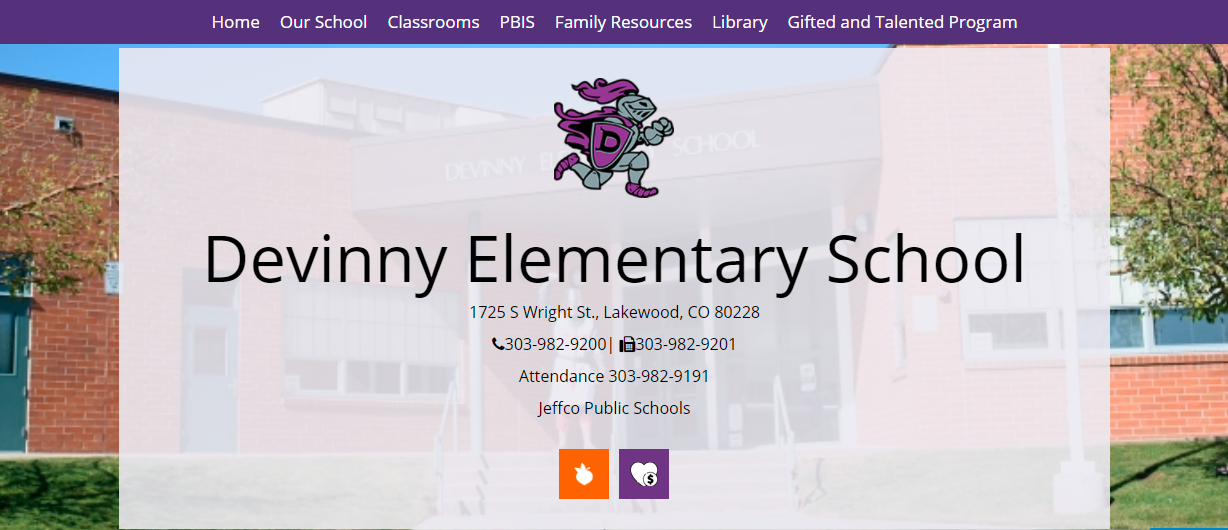 Home Our School Classrooms PBIS Family Resources Library Gifted and Talented Program
DEVINNY EL SCHOOL
D
Devinny Elementary School
1725 S Wright St., Lakewood, CO 80228
303-982-9200| 303-982-9201
Attendance 303-982-9191
Jeffco Public Schools
$